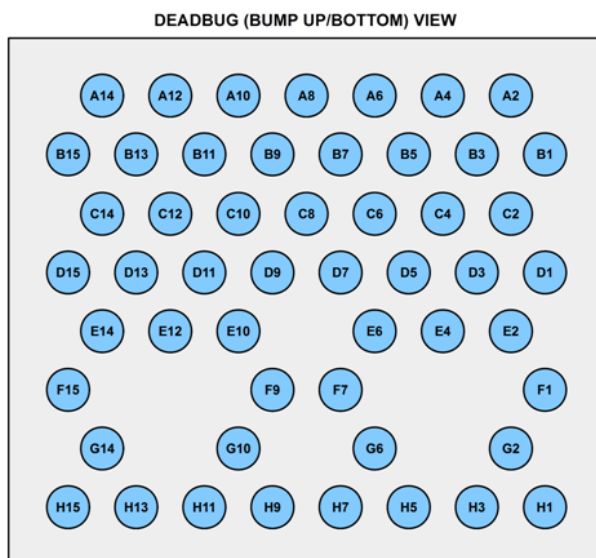 DEADBUG (BUMP UP/BOTTOM) VIEW
A14 A12 A10 A8 A6 A4 A2
B15 B13 B11 B9 B7 B5 B3 B1
C14 C12 C10 C8 C6 C4 C2
D15 D13 D11 D9 D7 D5 D3 D1
E14 E12 E10 E6 E4 E2
F15 F9 F7 F1
G14 G10 G6 G2
H15 H13 H11 H9 H7 H5 H3 H1